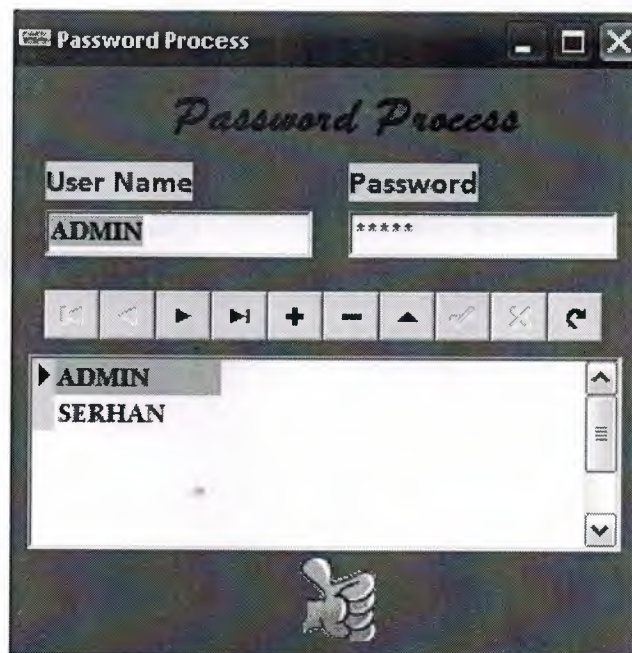 Password Process
Password Process
User Name Password
ADMIN *****
ADMIN
SERHAN